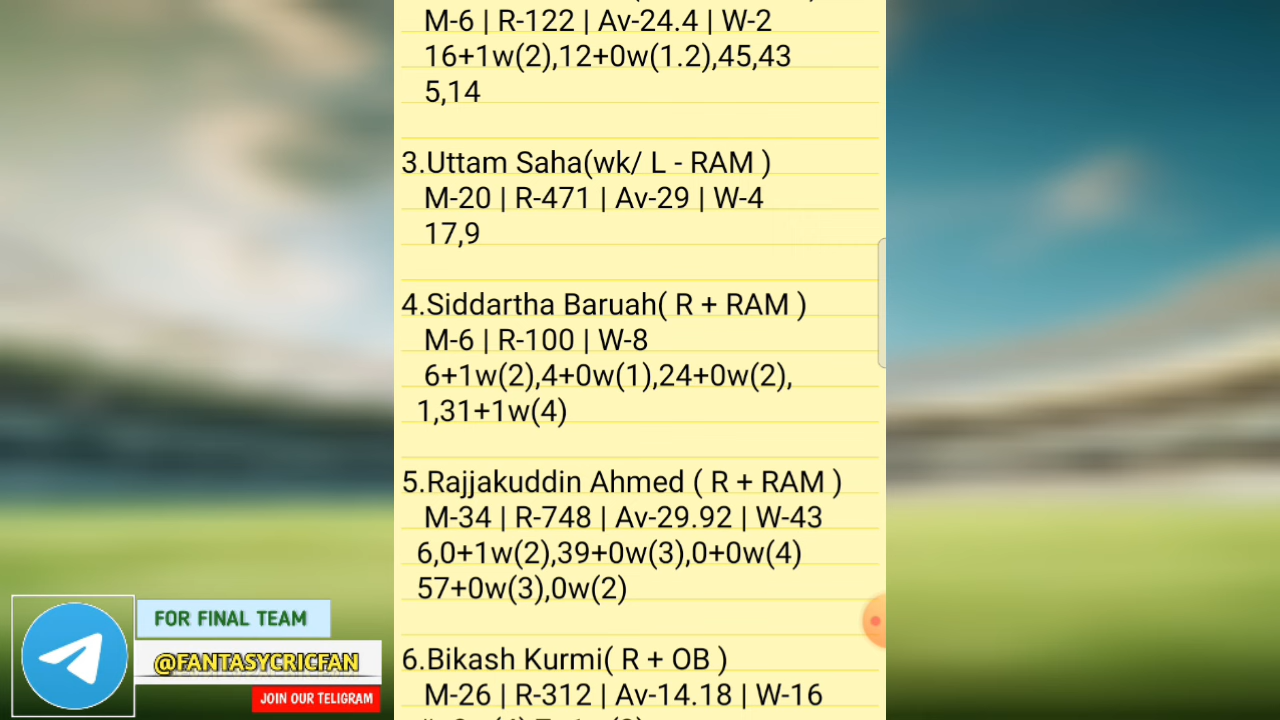 M-6 | R-122 | Av-24.4 | W-2
16+1w(2),12+0w(1.2),45,43
5,14
3.Uttam Saha(wk/ L - RAM )
M-20 | R-471 | Av-29 | W-4
17,9
4.Siddartha Baruah( R + RAM )
M-6 | R-100 | W-8
6+1w(2),4+0w(1),24+0w(2),
1,31+1w(4)
5.Rajjakuddin Ahmed ( R + RAM )
M-34 | R-748 | Av-29.92 | W-43
6,0+1w(2),39+0w(3),0+0w(4)
57+0w(3),0w(2)
6.Bikash Kurmi( R + OB )
M-26 | R-312 | Av-14.18 | W-16
FOR FINAL TEAM
@FANTASYCRICFAN
JOIN OUR TELIGRAM